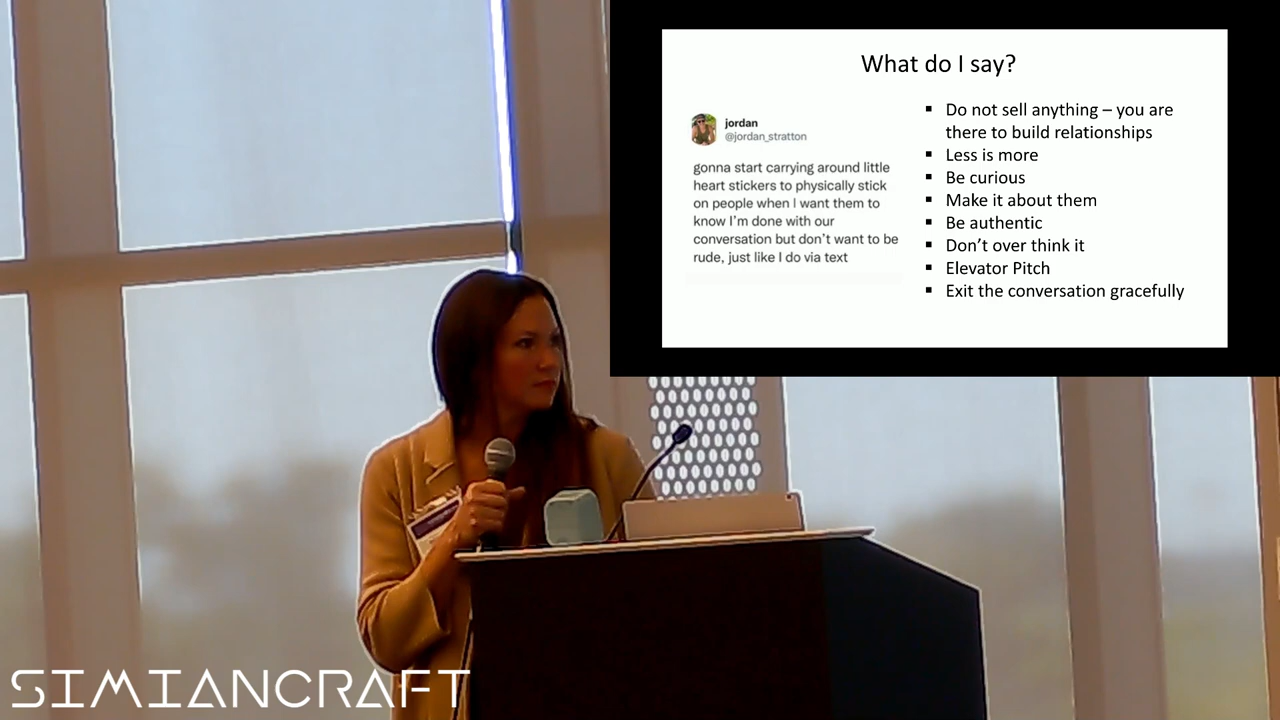 What do I say?
jordan
@jordan_stratton
gonna start carrying around little
heart stickers to physically stick
on people when I want them to
know I'm done with our
conversation but don't want to be
rude, just like I do via text
▪ Do not sell anything – you are
there to build relationships
▪ Less is more
▪ Be curious
▪ Make it about them
▪ Be authentic
▪ Don't over think it
▪ Elevator Pitch
▪ Exit the conversation gracefully
SIMIANCRAFT